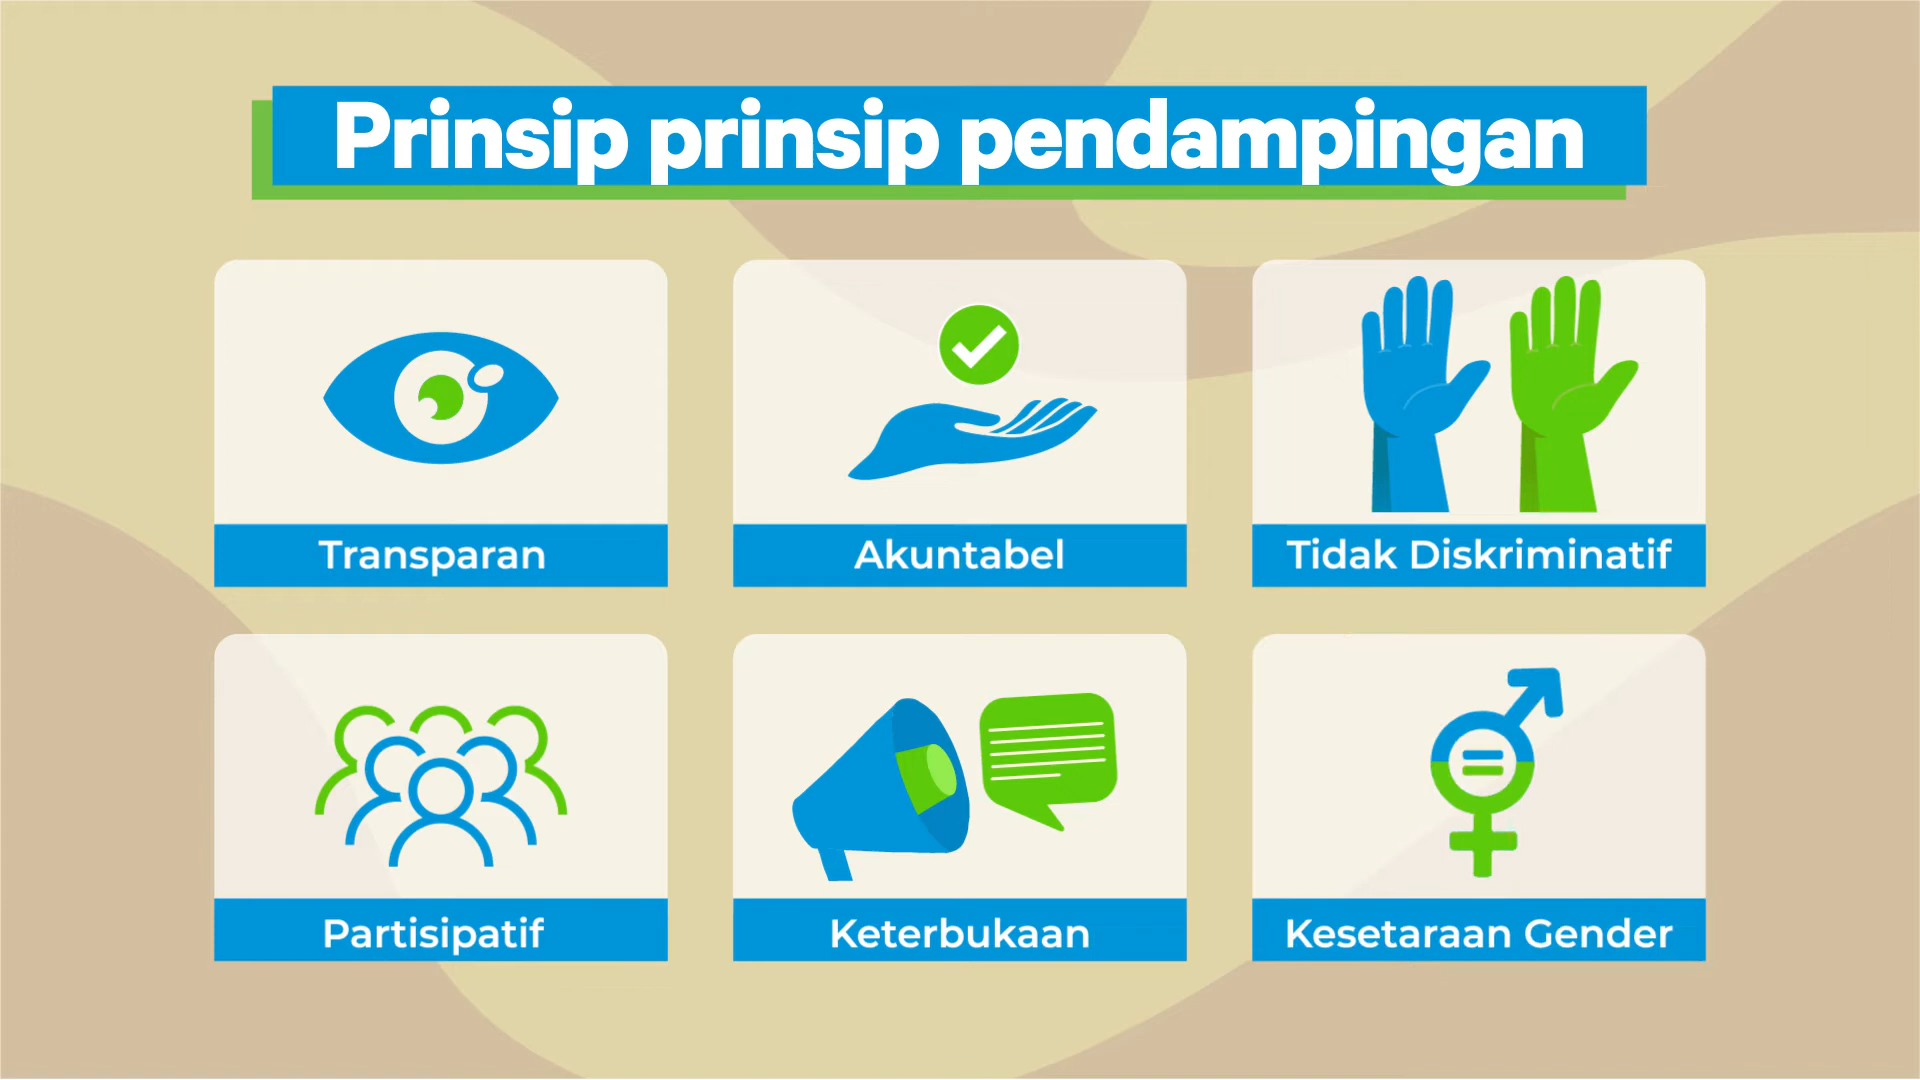 Prinsip prinsip pendampingan
Transparan
Akuntabel
Tidak Diskriminatif
Partisipatif
Keterbukaan
Kesetaraan Gender